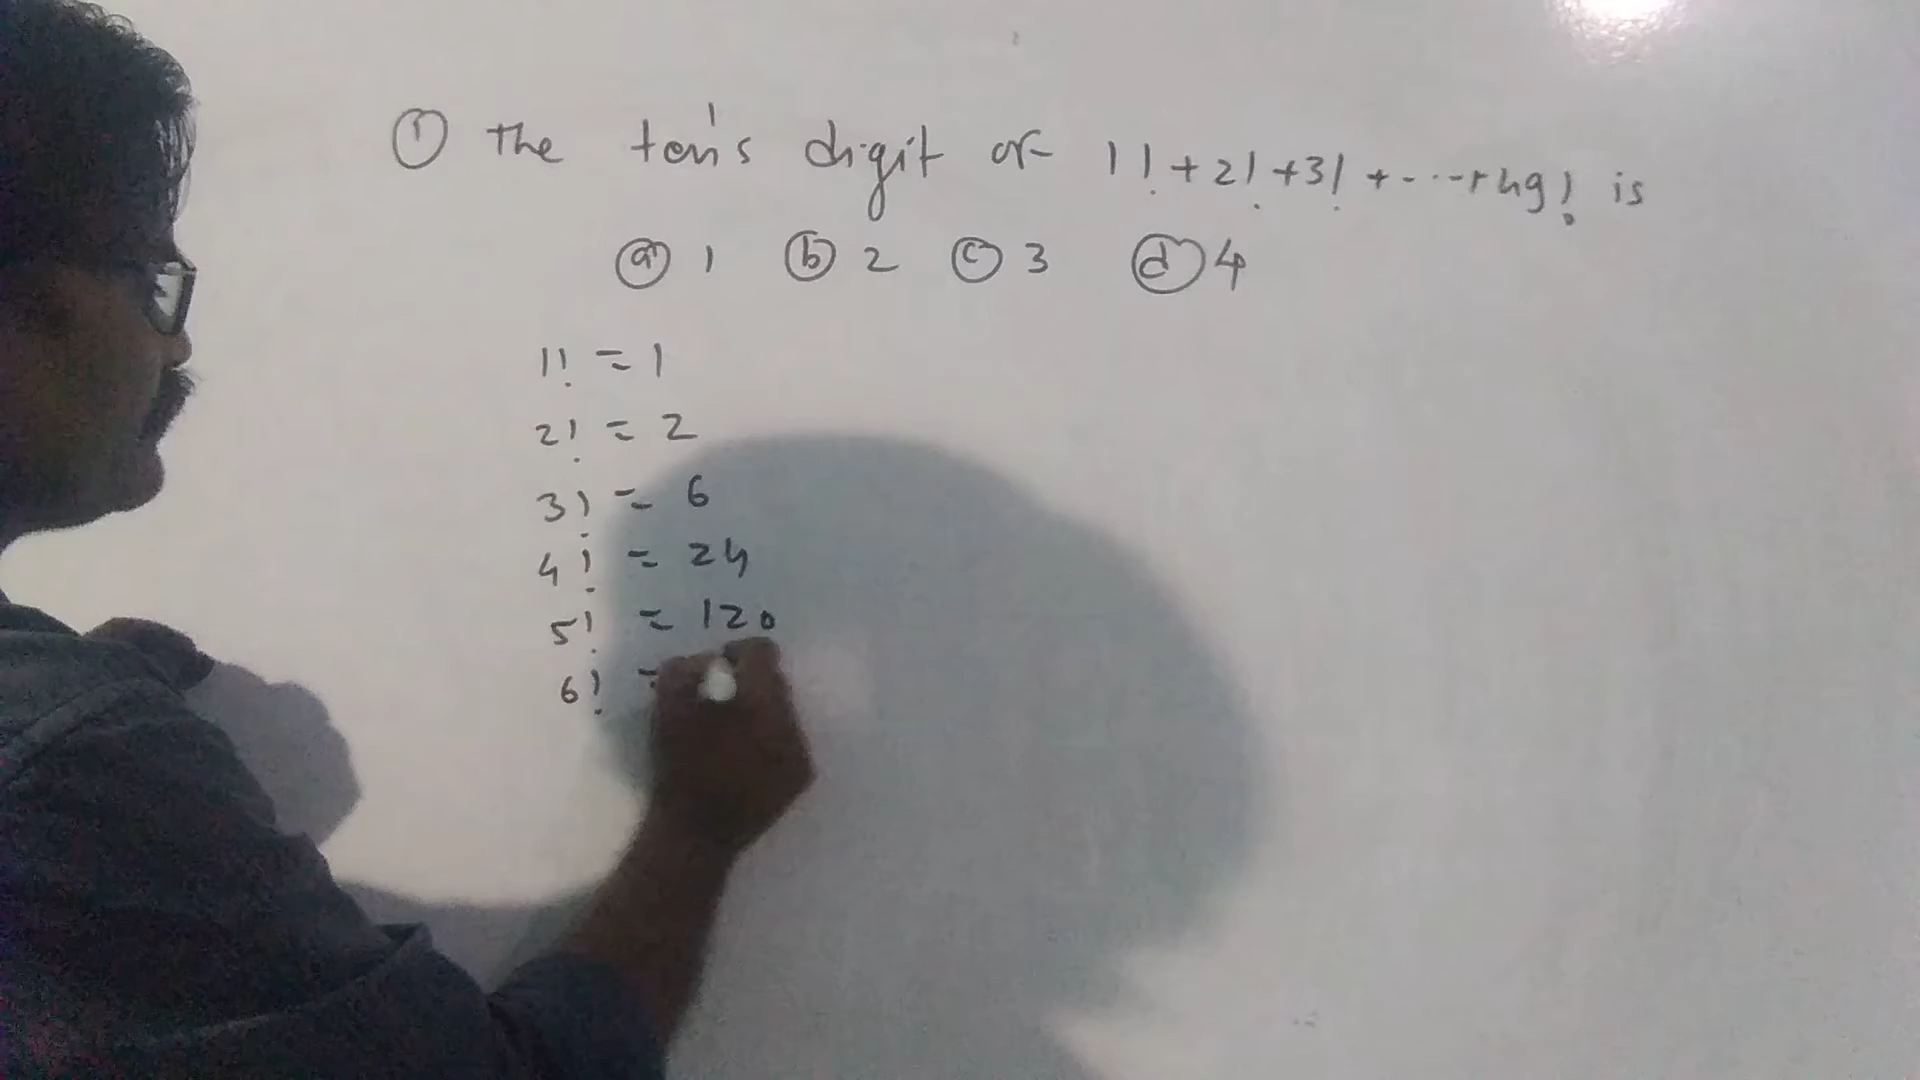 ① The ten's digit of 1! + 2! + 3! + ----+ 49! is
ⓐ 1 ⓑ 2 ⓒ 3 ⓓ 4
1! = 1
2! = 2
3! = 6
4! = 24
5! = 120
6! =